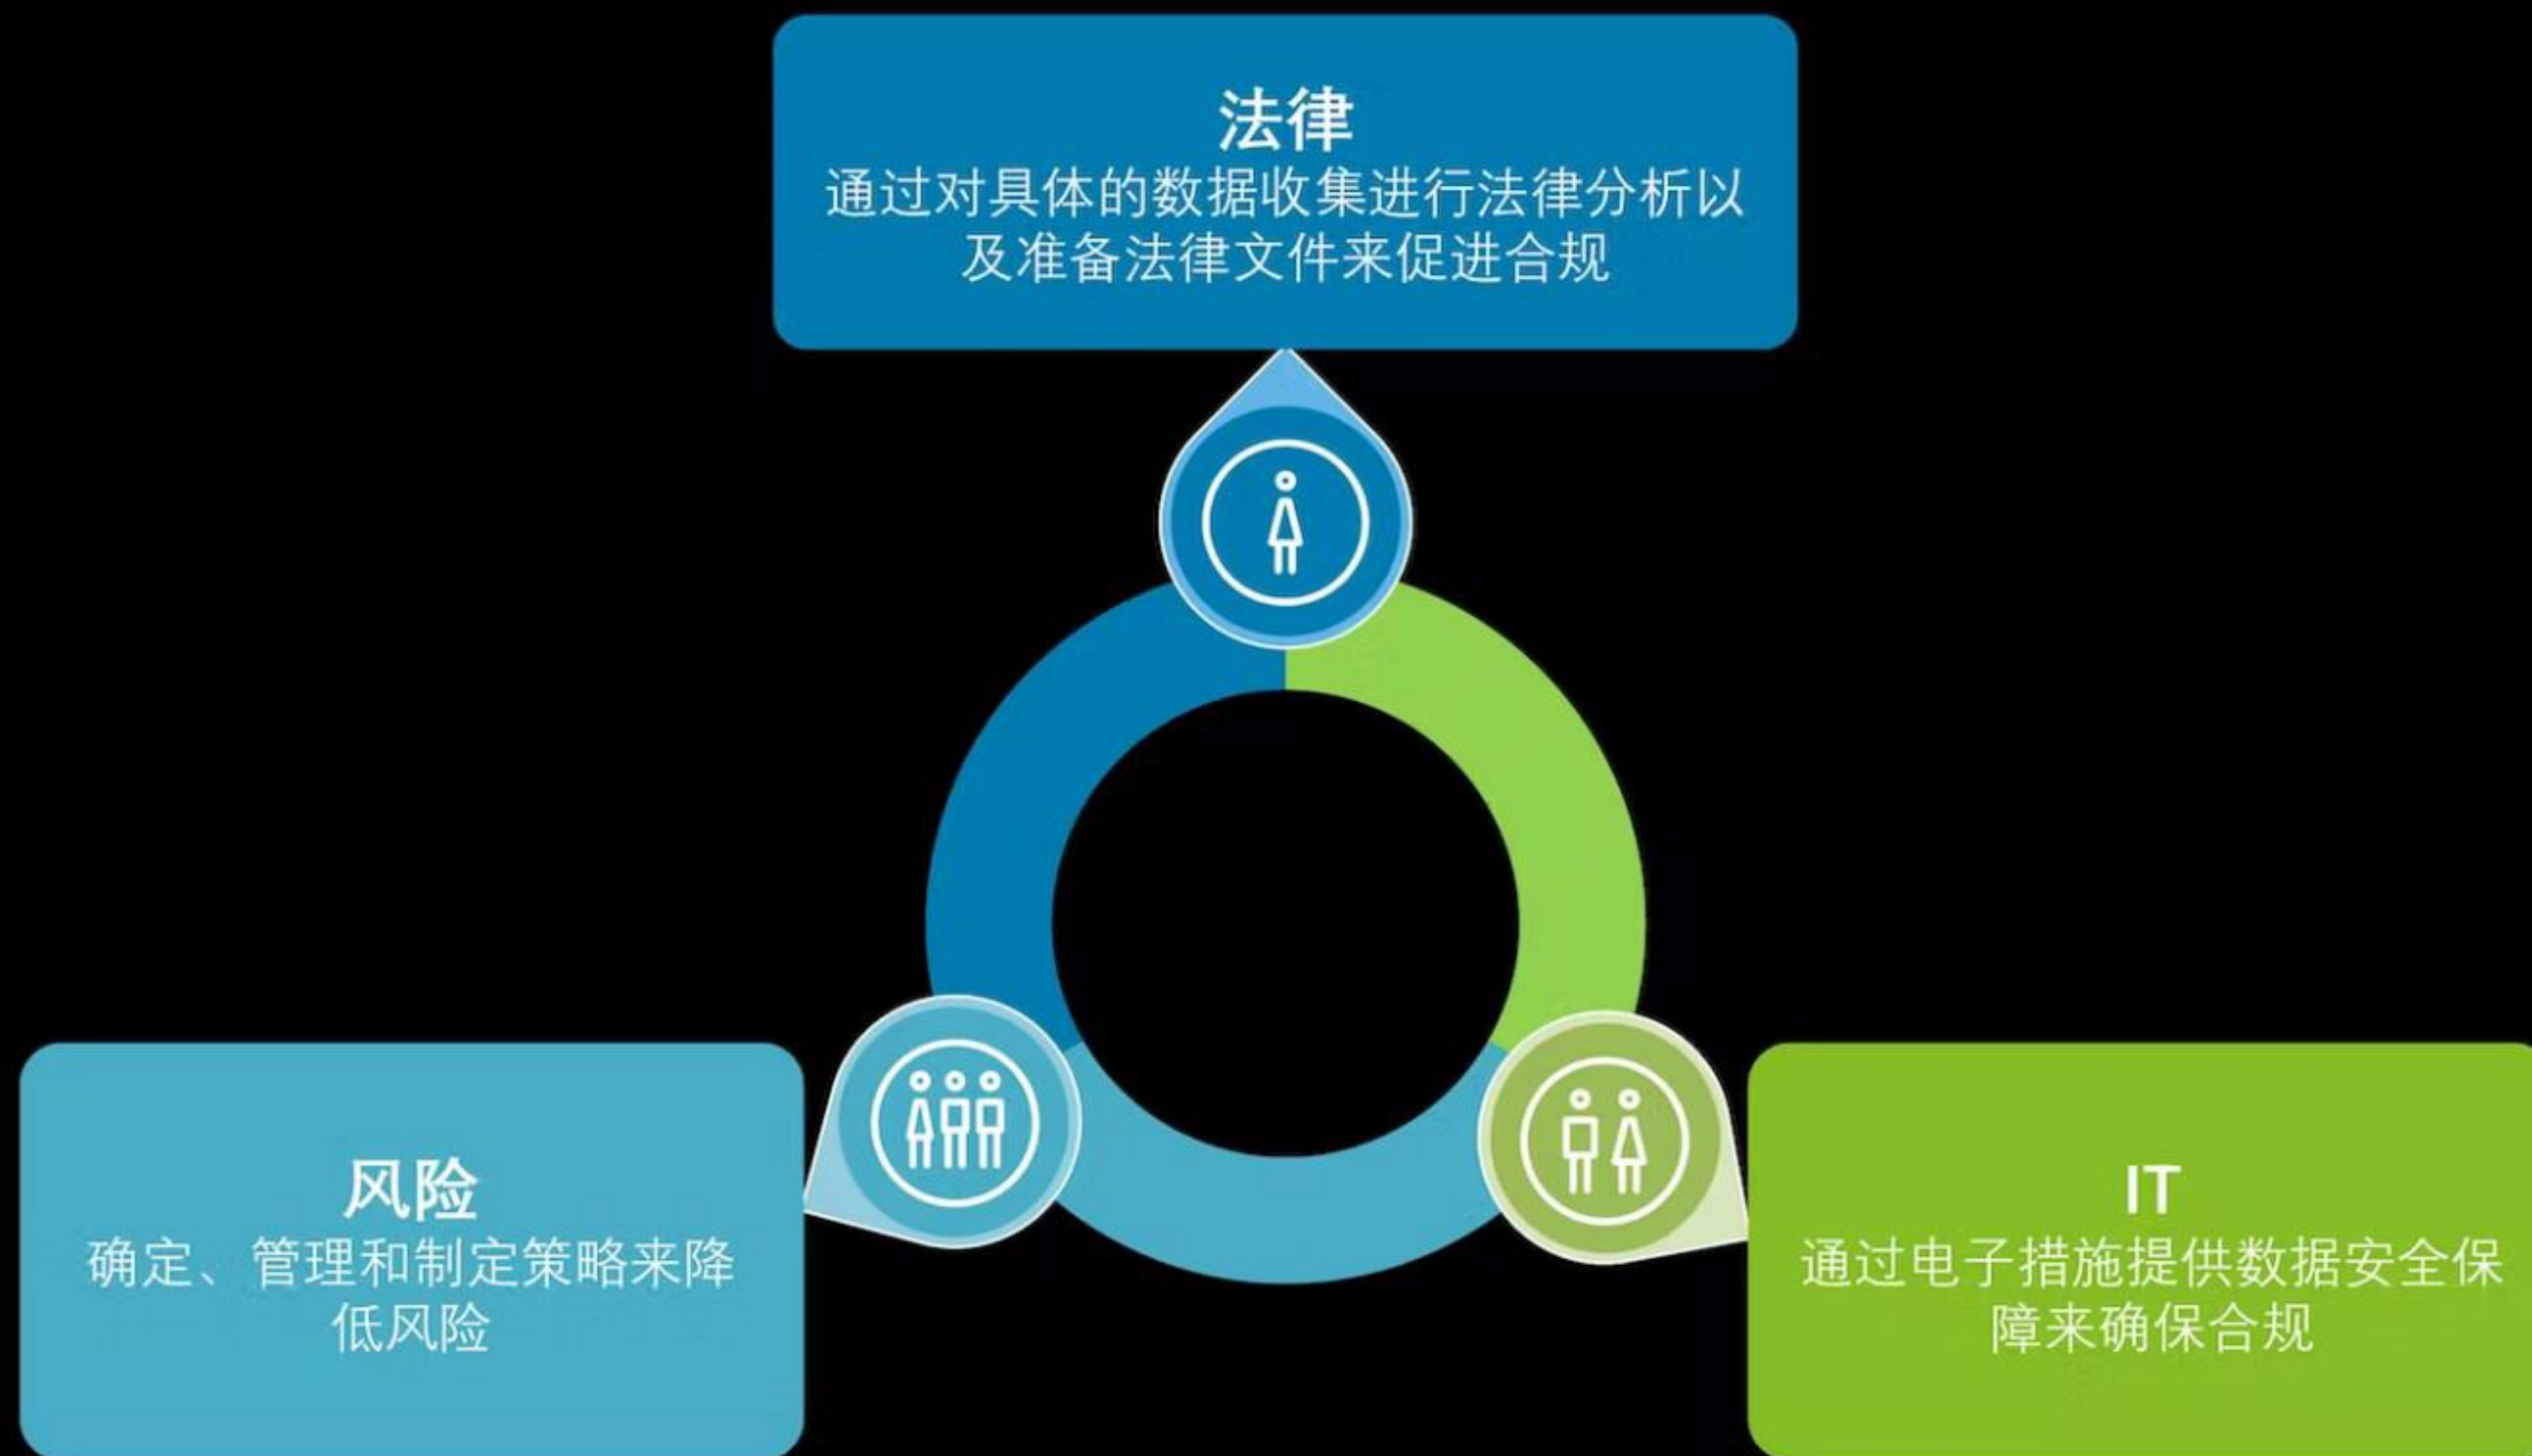 法律
通过对具体的数据收集进行法律分析以
及准备法律文件来促进合规
风险
确定、管理和制定策略来降
低风险
IT
通过电子措施提供数据安全保
障来确保合规